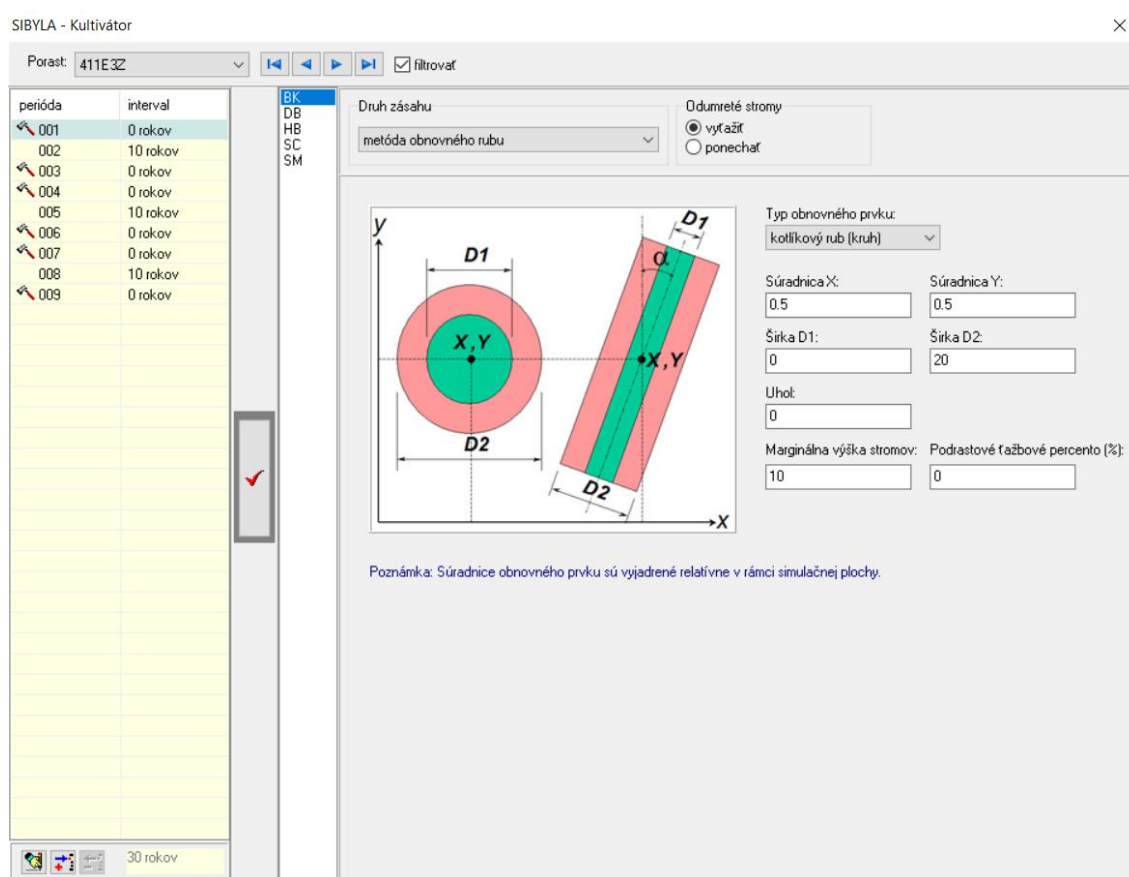 SIBYLA - Kultivátor
Porast: 411E3Z filtrovať
perióda interval
001 0 rokov
002 10 rokov
003 0 rokov
004 0 rokov
005 10 rokov
006 0 rokov
007 0 rokov
008 10 rokov
009 0 rokov
30 rokov
BK
DB
HB
SC
SM
Druh zásahu
metóda obnovného rubu
Odumreté stromy
vyťažiť
ponechať
y
D1
X,Y
D2
D1
α
X,Y
D2
x
Typ obnovného prvku:
kotlíkový rub (kruh)
Súradnica X: Súradnica Y:
0.5 0.5
Šírka D1: Šírka D2:
0 20
Uhol:
0
Marginálna výška stromov: Podrastové ťažbové percento (%):
10 0
Poznámka: Súradnice obnovného prvku sú vyjadrené relatívne v rámci simulačnej plochy.